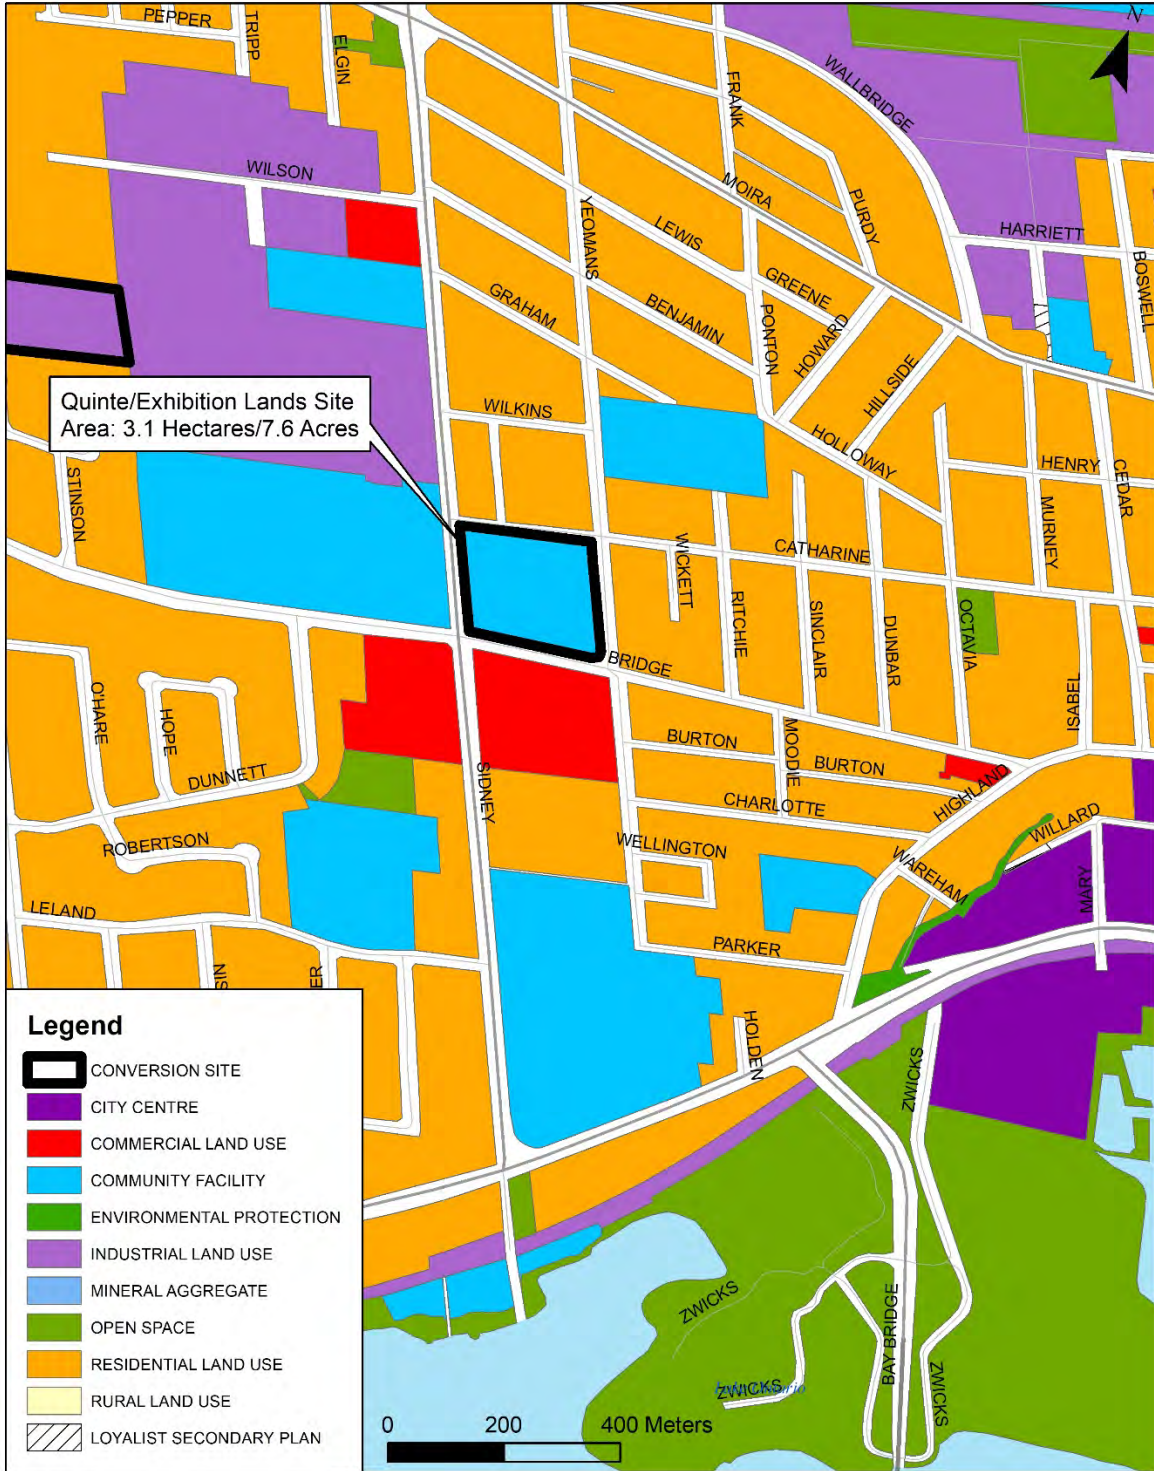 PEPPER
TRIPP
ELGIN
N
WALLBRIDGE
FRANK
WILSON
MOIRA
PURDY
YEOMANS
LEWIS
HARRIETT
BOSWELL
GREENE
GRAHAM
BENJAMIN
PONTON
HOWARD
HILLSIDE
Quinte/Exhibition Lands Site
Area: 3.1 Hectares/7.6 Acres
WILKINS
HOLLOWAY
HENRY
CEDAR
STINSON
MURNEY
WICKETT
CATHARINE
RITCHIE
SINCLAIR
DUNBAR
OCTAVIA
BRIDGE
ISABEL
O'HARE
HOPE
BURTON
MOODIE
BURTON
DUNNETT
SIDNEY
CHARLOTTE
HIGHLAND
WILLARD
ROBERTSON
WELLINGTON
WAREHAM
MARY
LELAND
PARKER
SIN
ER
HOLDEN
ZWICKS
Legend
CONVERSION SITE
CITY CENTRE
COMMERCIAL LAND USE
COMMUNITY FACILITY
ENVIRONMENTAL PROTECTION
INDUSTRIAL LAND USE
MINERAL AGGREGATE
OPEN SPACE
RESIDENTIAL LAND USE
RURAL LAND USE
LOYALIST SECONDARY PLAN
ZWICKS
BAY BRIDGE
ZWICKS
ZWICKS
0 200 400 Meters